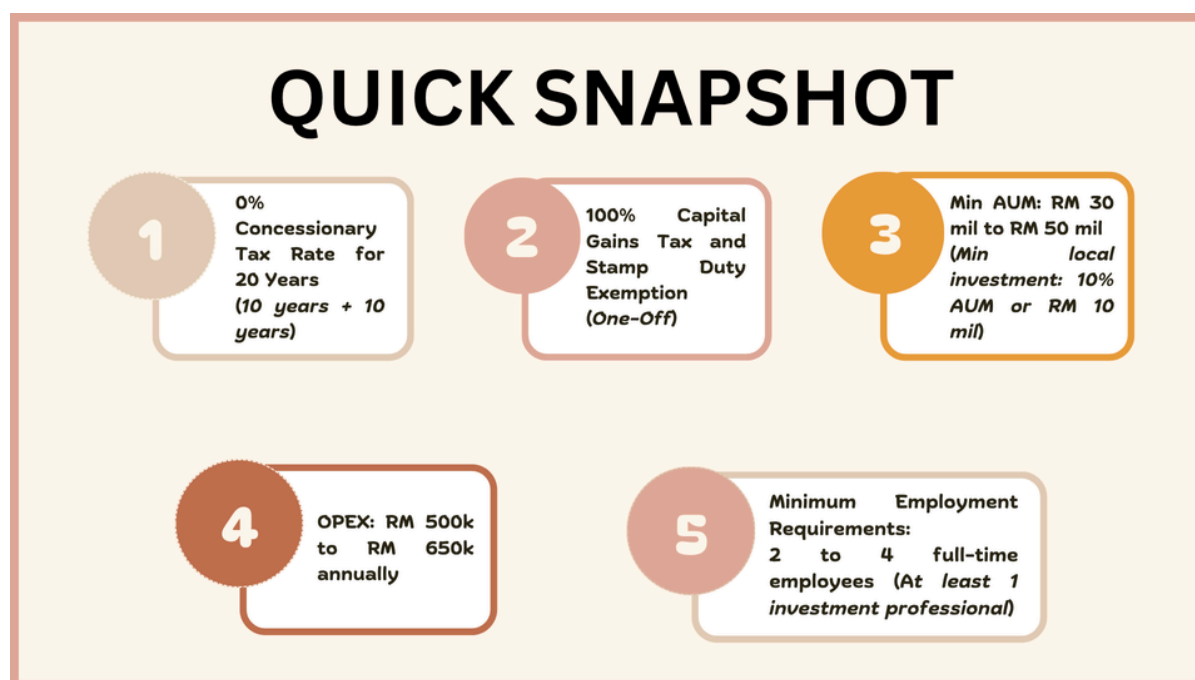 QUICK SNAPSHOT
1
0%
Concessionary
Tax Rate for
20 Years
(10 years + 10
years)
2
100% Capital
Gains Tax and
Stamp Duty
Exemption
(One-Off)
3
Min AUM: RM 30
mil to RM 50 mil
(Min local
investment: 10%
AUM or RM 10
mil)
4
OPEX: RM 500k
to RM 650k
annually
5
Minimum Employment
Requirements:
2 to 4 full-time
employees (At least 1
investment professional)